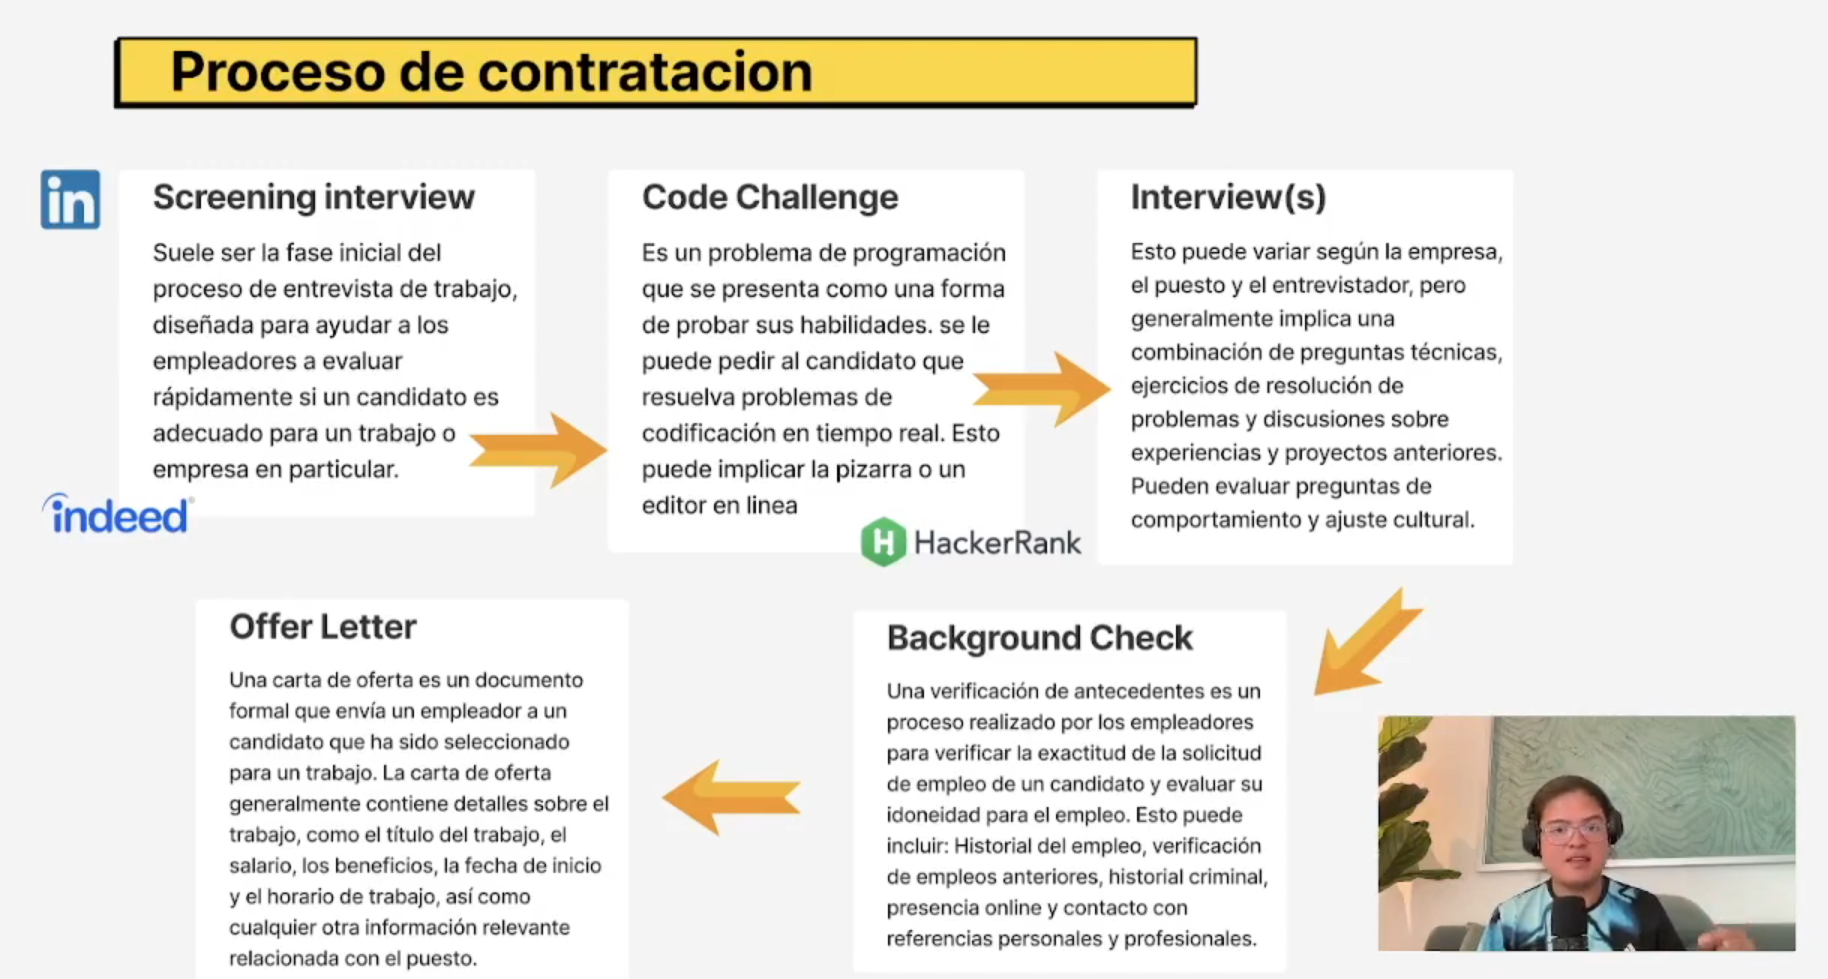 Proceso de contratacion
in
Screening interview
Suele ser la fase inicial del
proceso de entrevista de trabajo,
diseñada para ayudar a los
empleadores a evaluar
rápidamente si un candidato es
adecuado para un trabajo o
empresa en particular.
indeed
Code Challenge
Es un problema de programación
que se presenta como una forma
de probar sus habilidades. se le
puede pedir al candidato que
resuelva problemas de
codificación en tiempo real. Esto
puede implicar la pizarra o un
editor en linea
H HackerRank
Interview(s)
Esto puede variar según la empresa,
el puesto y el entrevistador, pero
generalmente implica una
combinación de preguntas técnicas,
ejercicios de resolución de
problemas y discusiones sobre
experiencias y proyectos anteriores.
Pueden evaluar preguntas de
comportamiento y ajuste cultural.
Background Check
Una verificación de antecedentes es un
proceso realizado por los empleadores
para verificar la exactitud de la solicitud
de empleo de un candidato y evaluar su
idoneidad para el empleo. Esto puede
incluir: Historial del empleo, verificación
de empleos anteriores, historial criminal,
presencia online y contacto con
referencias personales y profesionales.
Offer Letter
Una carta de oferta es un documento
formal que envía un empleador a un
candidato que ha sido seleccionado
para un trabajo. La carta de oferta
generalmente contiene detalles sobre el
trabajo, como el título del trabajo, el
salario, los beneficios, la fecha de inicio
y el horario de trabajo, así como
cualquier otra información relevante
relacionada con el puesto.